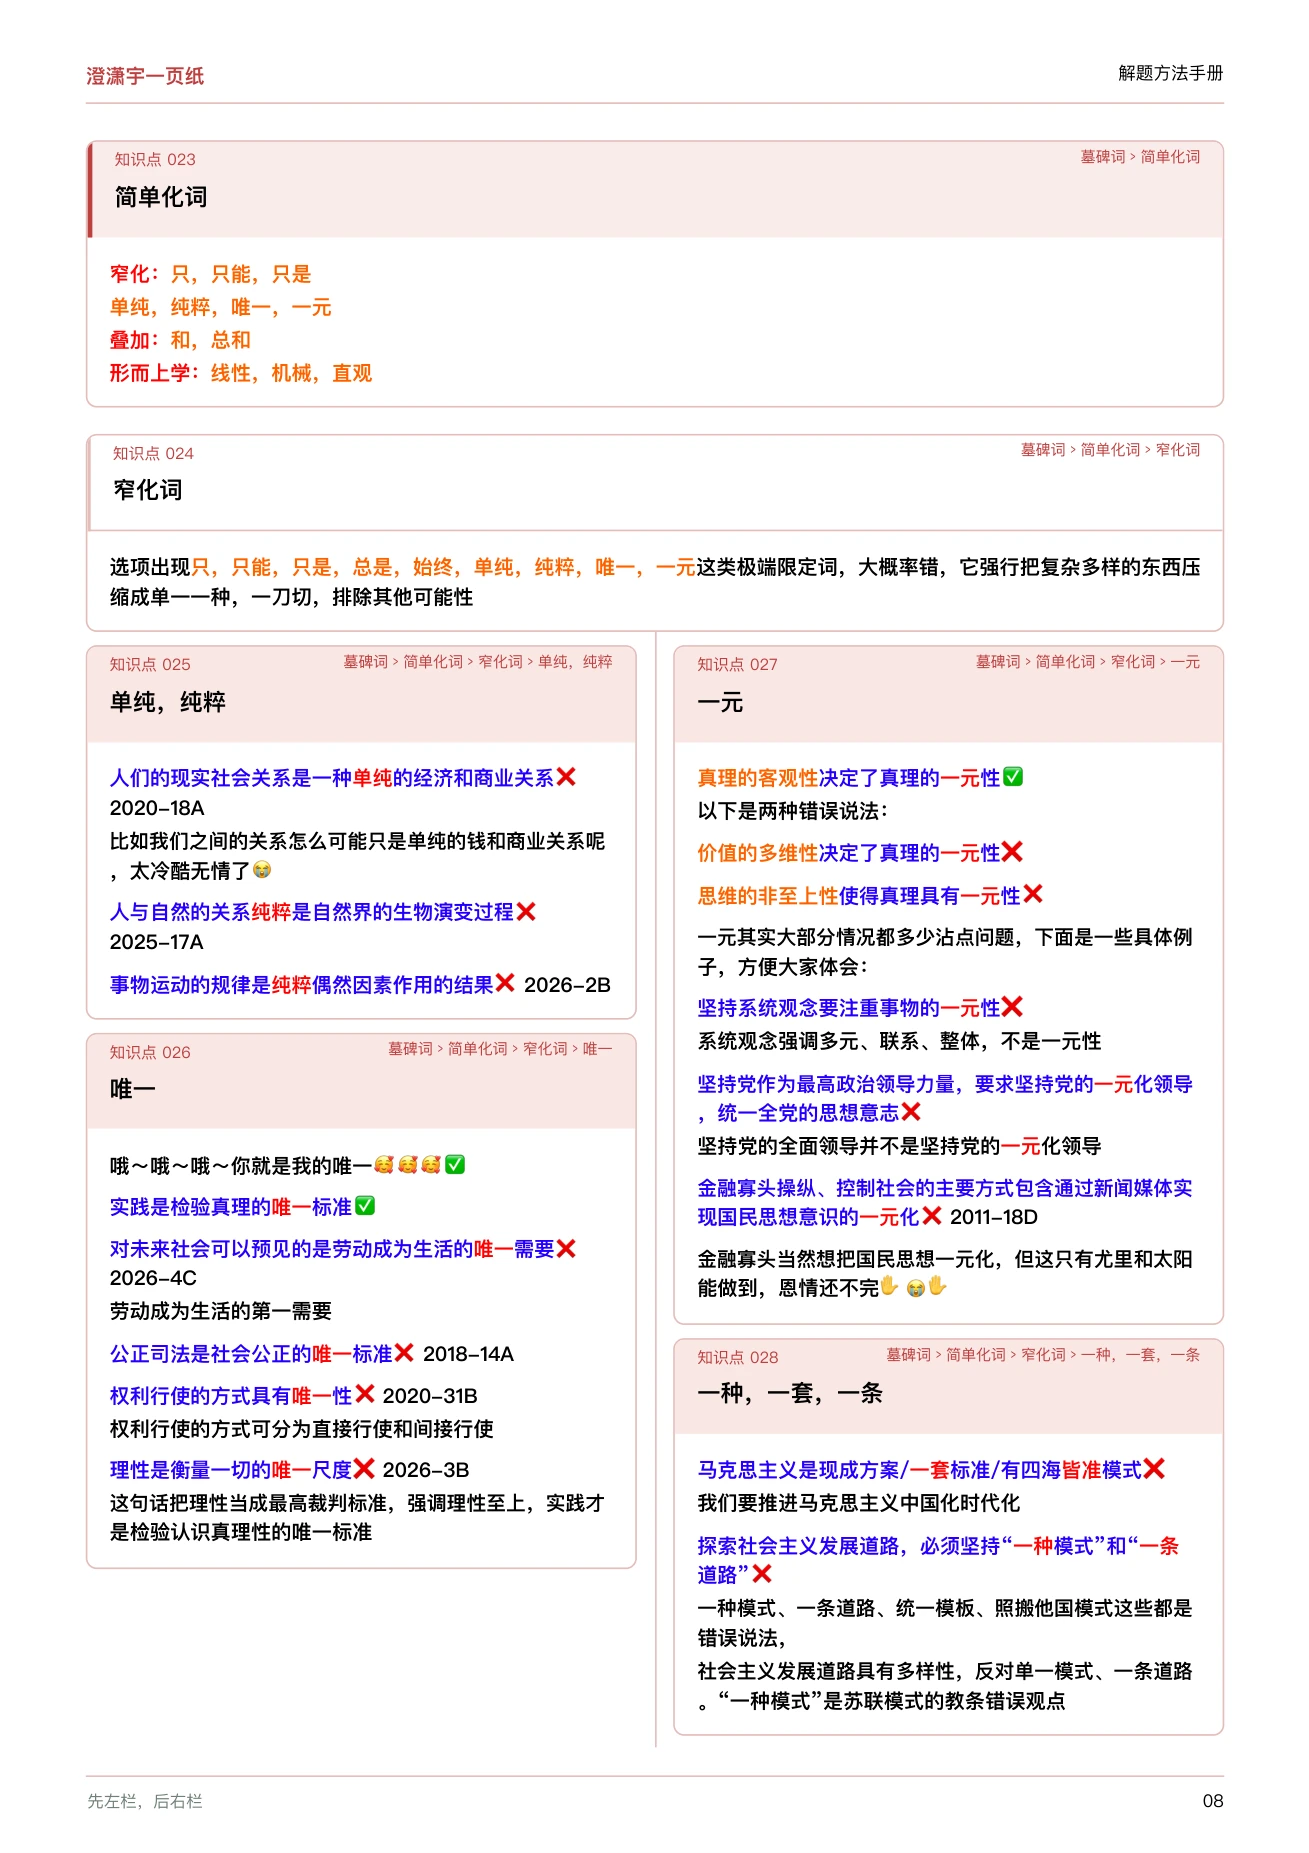 澄潇宇一页纸
解题方法手册
知识点 023
墓碑词 > 简单化词
简单化词
窄化：只，只能，只是
单纯，纯粹，唯一，一元
叠加：和，总和
形而上学：线性，机械，直观
知识点 024
墓碑词 > 简单化词 > 窄化词
窄化词
选项出现只，只能，只是，总是，始终，单纯，纯粹，唯一，一元这类极端限定词，大概率错，它强行把复杂多样的东西压
缩成单一一种，一刀切，排除其他可能性
知识点 025
墓碑词 > 简单化词 > 窄化词 > 单纯，纯粹
单纯，纯粹
人们的现实社会关系是一种单纯的经济和商业关系❌
2020–18A
比如我们之间的关系怎么可能只是单纯的钱和商业关系呢
，太冷酷无情了😭
人与自然的关系纯粹是自然界的生物演变过程❌
2025–17A
事物运动的规律是纯粹偶然因素作用的结果❌ 2026–2B
知识点 026
墓碑词 > 简单化词 > 窄化词 > 唯一
唯一
哦～哦～哦～你就是我的唯一🥰🥰🥰✅
实践是检验真理的唯一标准✅
对未来社会可以预见的是劳动成为生活的唯一需要❌
2026–4C
劳动成为生活的第一需要
公正司法是社会公正的唯一标准❌ 2018–14A
权利行使的方式具有唯一性❌ 2020–31B
权利行使的方式可分为直接行使和间接行使
理性是衡量一切的唯一尺度❌ 2026–3B
这句话把理性当成最高裁判标准，强调理性至上，实践才
是检验认识真理性的唯一标准
知识点 027
墓碑词 > 简单化词 > 窄化词 > 一元
一元
真理的客观性决定了真理的一元性✅
以下是两种错误说法：
价值的多维性决定了真理的一元性❌
思维的非至上性使得真理具有一元性❌
一元其实大部分情况都多少沾点问题，下面是一些具体例
子，方便大家体会：
坚持系统观念要注重事物的一元性❌
系统观念强调多元、联系、整体，不是一元性
坚持党作为最高政治领导力量，要求坚持党的一元化领导
，统一全党的思想意志❌
坚持党的全面领导并不是坚持党的一元化领导
金融寡头操纵、控制社会的主要方式包含通过新闻媒体实
现国民思想意识的一元化❌ 2011–18D
金融寡头当然想把国民思想一元化，但这只有尤里和太阳
能做到，恩情还不完✋😭✋
知识点 028
墓碑词 > 简单化词 > 窄化词 > 一种，一套，一条
一种，一套，一条
马克思主义是现成方案/一套标准/有四海皆准模式❌
我们要推进马克思主义中国化时代化
探索社会主义发展道路，必须坚持“一种模式”和“一条
道路”❌
一种模式、一条道路、统一模板、照搬他国模式这些都是
错误说法，
社会主义发展道路具有多样性，反对单一模式、一条道路
。“一种模式”是苏联模式的教条错误观点
先左栏，后右栏
08